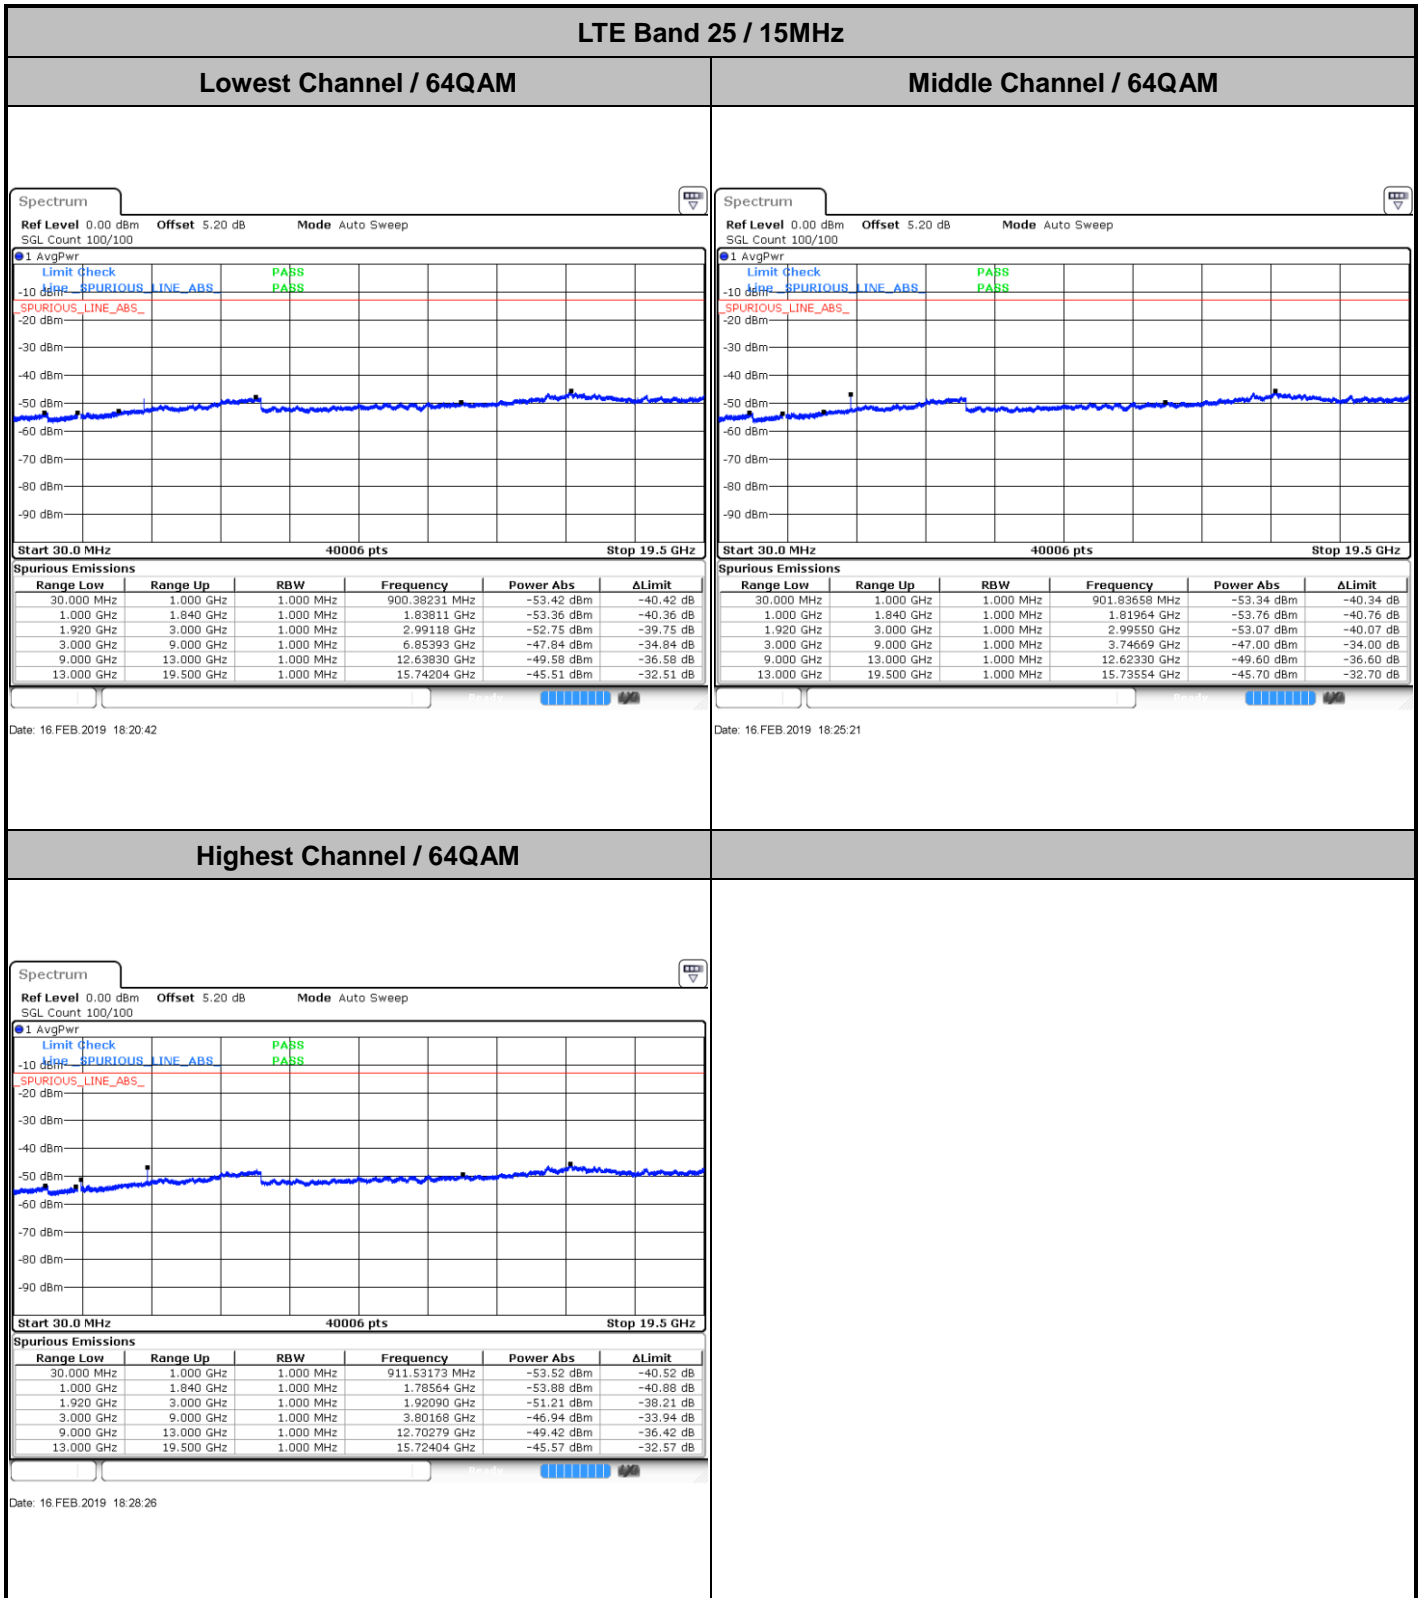 LTE Band 25 / 15MHz
Lowest Channel / 64QAM
Middle Channel / 64QAM
Spectrum
Ref Level 0.00 dBm Offset 5.20 dB Mode Auto Sweep
SGL Count 100/100
1 AvgPwr
Limit Check PASS
Line _SPURIOUS_LINE_ABS_ PASS
-10 dBm
_SPURIOUS_LINE_ABS_
-20 dBm
-30 dBm
-40 dBm
-50 dBm
-60 dBm
-70 dBm
-80 dBm
-90 dBm
Start 30.0 MHz 40006 pts Stop 19.5 GHz
Spurious Emissions
Range Low Range Up RBW Frequency Power Abs ΔLimit
30.000 MHz 1.000 GHz 1.000 MHz 900.38231 MHz -53.42 dBm -40.42 dB
1.000 GHz 1.840 GHz 1.000 MHz 1.83811 GHz -53.36 dBm -40.36 dB
1.920 GHz 3.000 GHz 1.000 MHz 2.99118 GHz -52.75 dBm -39.75 dB
3.000 GHz 9.000 GHz 1.000 MHz 6.85393 GHz -47.84 dBm -34.84 dB
9.000 GHz 13.000 GHz 1.000 MHz 12.63830 GHz -49.58 dBm -36.58 dB
13.000 GHz 19.500 GHz 1.000 MHz 15.74204 GHz -45.51 dBm -32.51 dB
Date: 16.FEB.2019 18:20:42
Spectrum
Ref Level 0.00 dBm Offset 5.20 dB Mode Auto Sweep
SGL Count 100/100
1 AvgPwr
Limit Check PASS
Line _SPURIOUS_LINE_ABS_ PASS
-10 dBm
_SPURIOUS_LINE_ABS_
-20 dBm
-30 dBm
-40 dBm
-50 dBm
-60 dBm
-70 dBm
-80 dBm
-90 dBm
Start 30.0 MHz 40006 pts Stop 19.5 GHz
Spurious Emissions
Range Low Range Up RBW Frequency Power Abs ΔLimit
30.000 MHz 1.000 GHz 1.000 MHz 901.83658 MHz -53.34 dBm -40.34 dB
1.000 GHz 1.840 GHz 1.000 MHz 1.81964 GHz -53.76 dBm -40.76 dB
1.920 GHz 3.000 GHz 1.000 MHz 2.99550 GHz -53.07 dBm -40.07 dB
3.000 GHz 9.000 GHz 1.000 MHz 3.74669 GHz -47.00 dBm -34.00 dB
9.000 GHz 13.000 GHz 1.000 MHz 12.62330 GHz -49.60 dBm -36.60 dB
13.000 GHz 19.500 GHz 1.000 MHz 15.73554 GHz -45.70 dBm -32.70 dB
Date: 16.FEB.2019 18:25:21
Highest Channel / 64QAM
Spectrum
Ref Level 0.00 dBm Offset 5.20 dB Mode Auto Sweep
SGL Count 100/100
1 AvgPwr
Limit Check PASS
Line _SPURIOUS_LINE_ABS_ PASS
-10 dBm
_SPURIOUS_LINE_ABS_
-20 dBm
-30 dBm
-40 dBm
-50 dBm
-60 dBm
-70 dBm
-80 dBm
-90 dBm
Start 30.0 MHz 40006 pts Stop 19.5 GHz
Spurious Emissions
Range Low Range Up RBW Frequency Power Abs ΔLimit
30.000 MHz 1.000 GHz 1.000 MHz 911.53173 MHz -53.52 dBm -40.52 dB
1.000 GHz 1.840 GHz 1.000 MHz 1.78564 GHz -53.88 dBm -40.88 dB
1.920 GHz 3.000 GHz 1.000 MHz 1.92090 GHz -51.21 dBm -38.21 dB
3.000 GHz 9.000 GHz 1.000 MHz 3.80168 GHz -46.94 dBm -33.94 dB
9.000 GHz 13.000 GHz 1.000 MHz 12.70279 GHz -49.42 dBm -36.42 dB
13.000 GHz 19.500 GHz 1.000 MHz 15.72404 GHz -45.57 dBm -32.57 dB
Date: 16.FEB.2019 18:28:26